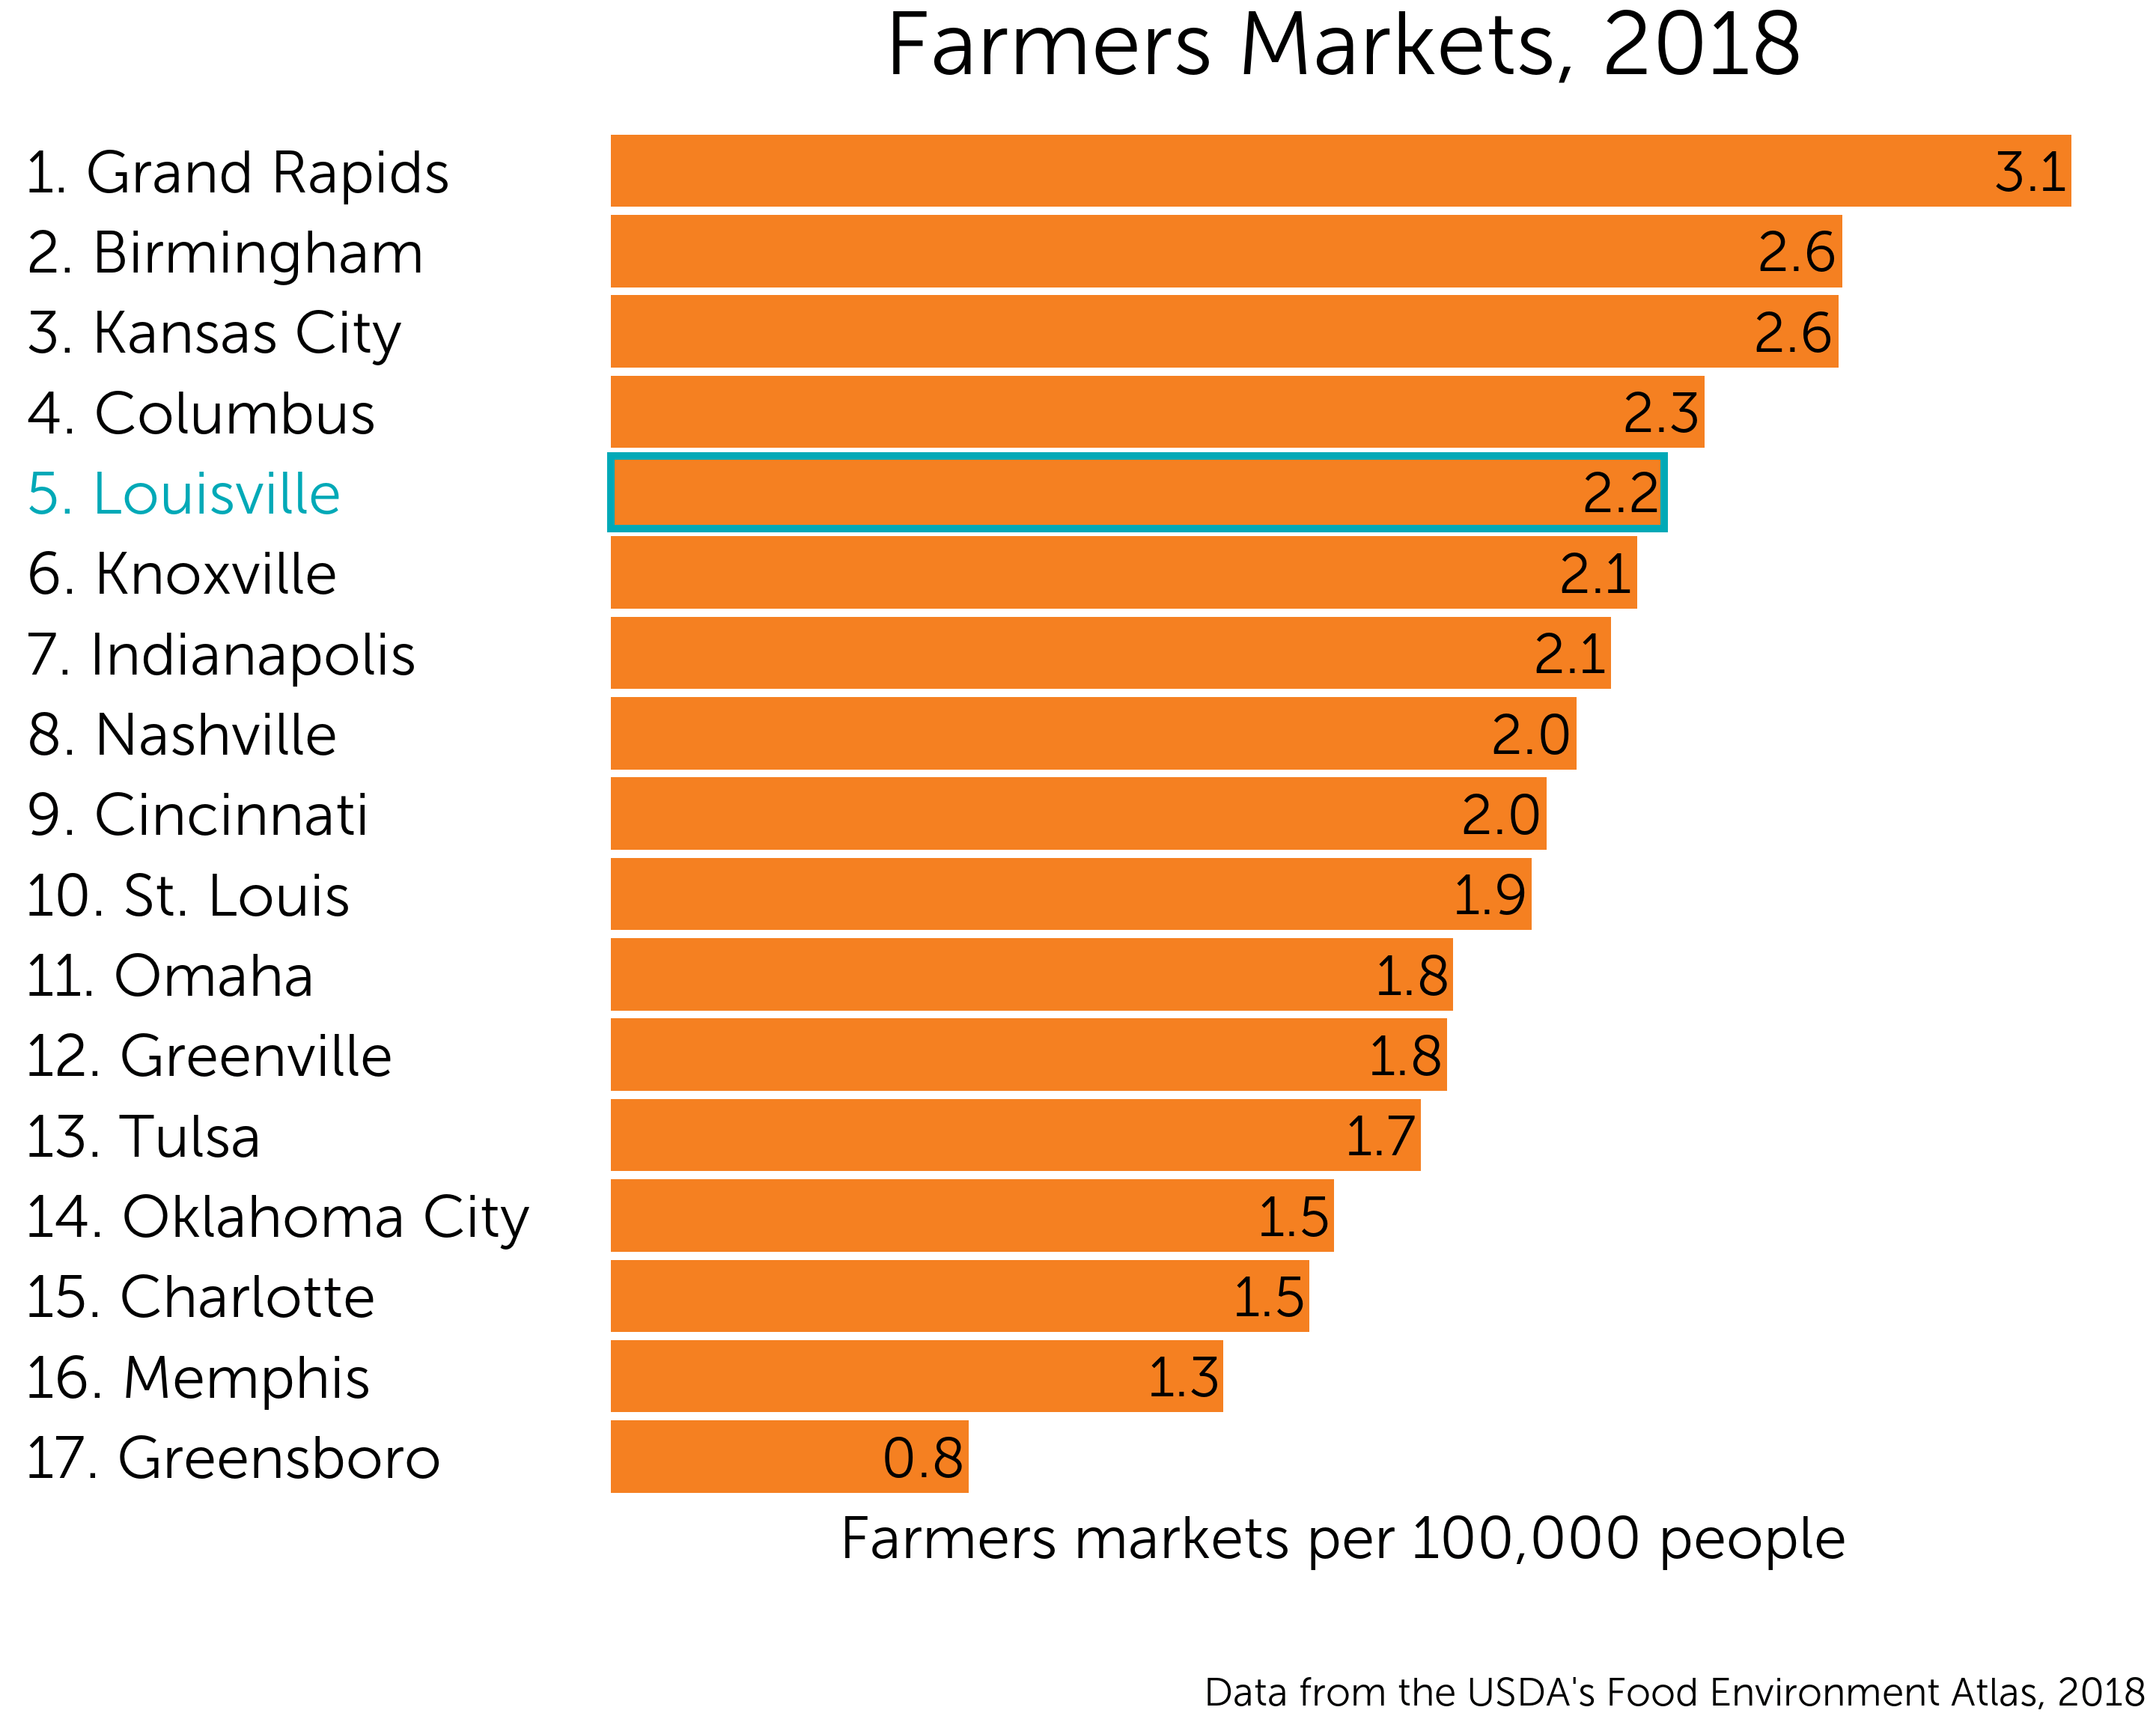 Farmers Markets, 2018
1. Grand Rapids 3.1
2. Birmingham 2.6
3. Kansas City 2.6
4. Columbus 2.3
5. Louisville 2.2
6. Knoxville 2.1
7. Indianapolis 2.1
8. Nashville 2.0
9. Cincinnati 2.0
10. St. Louis 1.9
11. Omaha 1.8
12. Greenville 1.8
13. Tulsa 1.7
14. Oklahoma City 1.5
15. Charlotte 1.5
16. Memphis 1.3
17. Greensboro 0.8
Farmers markets per 100,000 people
Data from the USDA's Food Environment Atlas, 2018